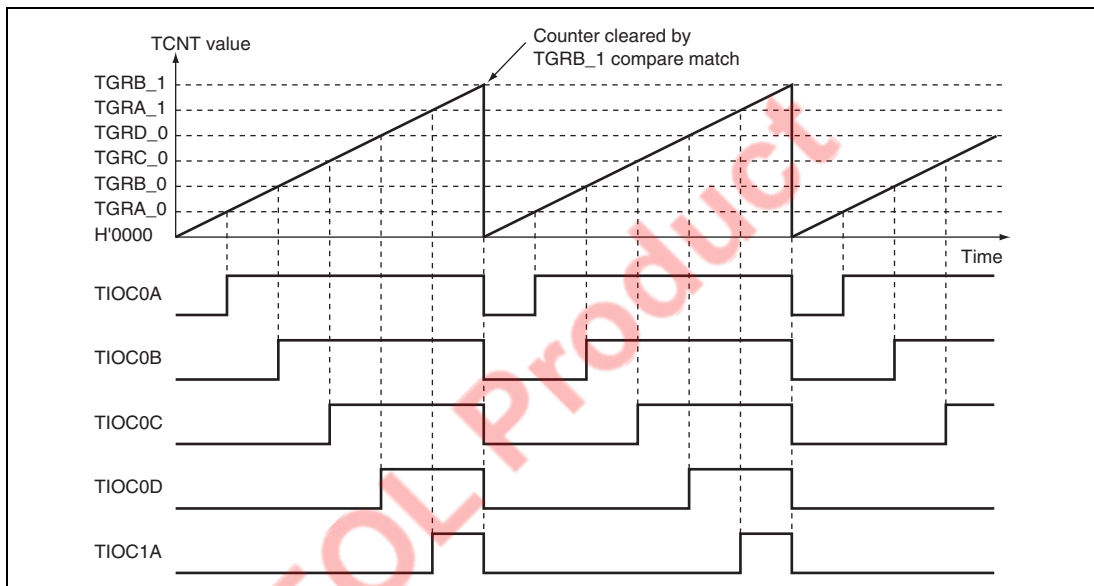 TCNT value
Counter cleared by
TGRB_1 compare match
TGRB_1
TGRA_1
TGRD_0
TGRC_0
TGRB_0
TGRA_0
H'0000
Time
TIOC0A
TIOC0B
TIOC0C
TIOC0D
TIOC1A
TOL Product